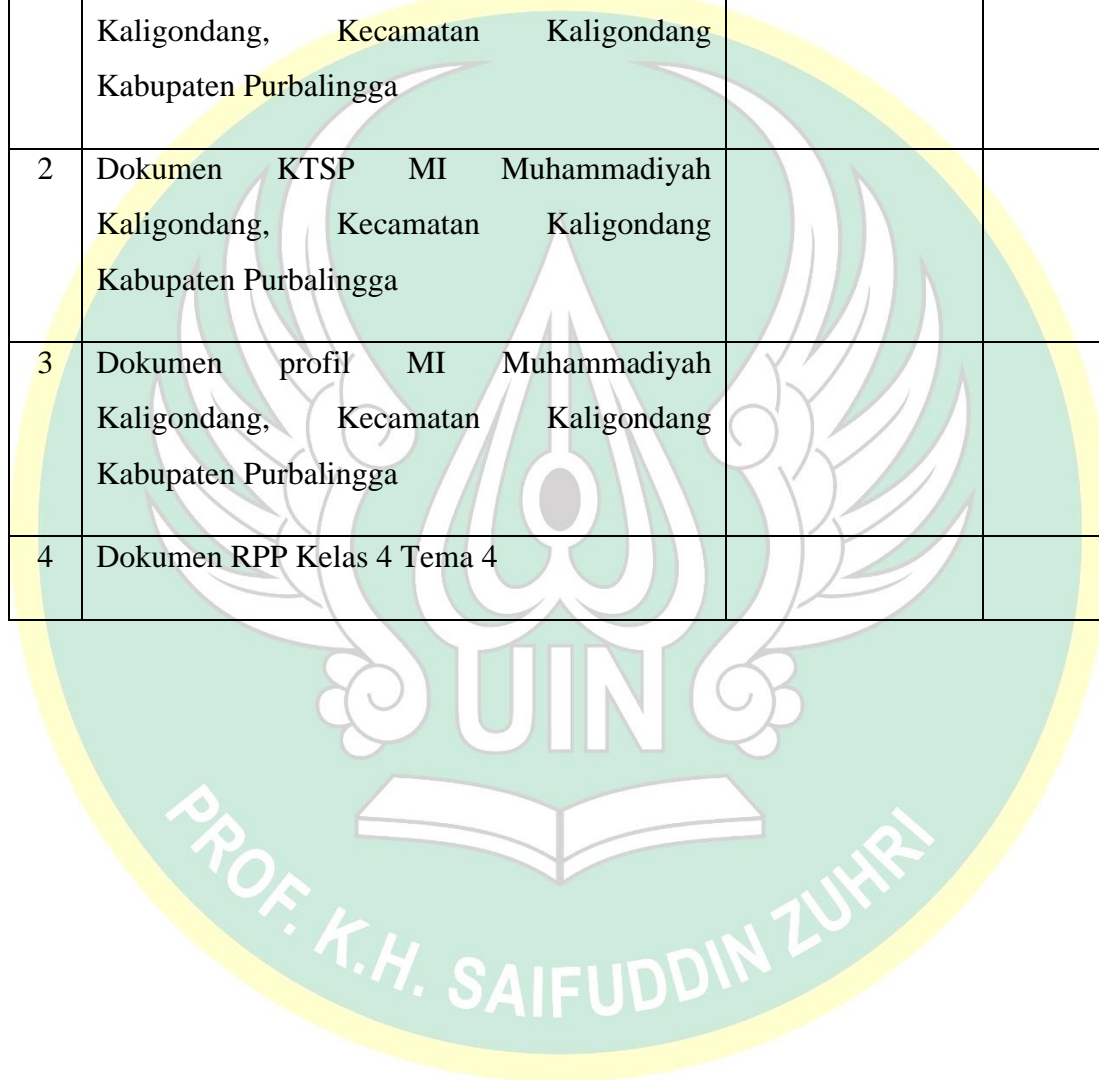 Kaligondang, Kecamatan Kaligondang
Kabupaten Purbalingga
2 Dokumen KTSP MI Muhammadiyah
Kaligondang, Kecamatan Kaligondang
Kabupaten Purbalingga
3 Dokumen profil MI Muhammadiyah
Kaligondang, Kecamatan Kaligondang
Kabupaten Purbalingga
4 Dokumen RPP Kelas 4 Tema 4
UIN
PROF. K.H. SAIFUDDIN ZUHRI